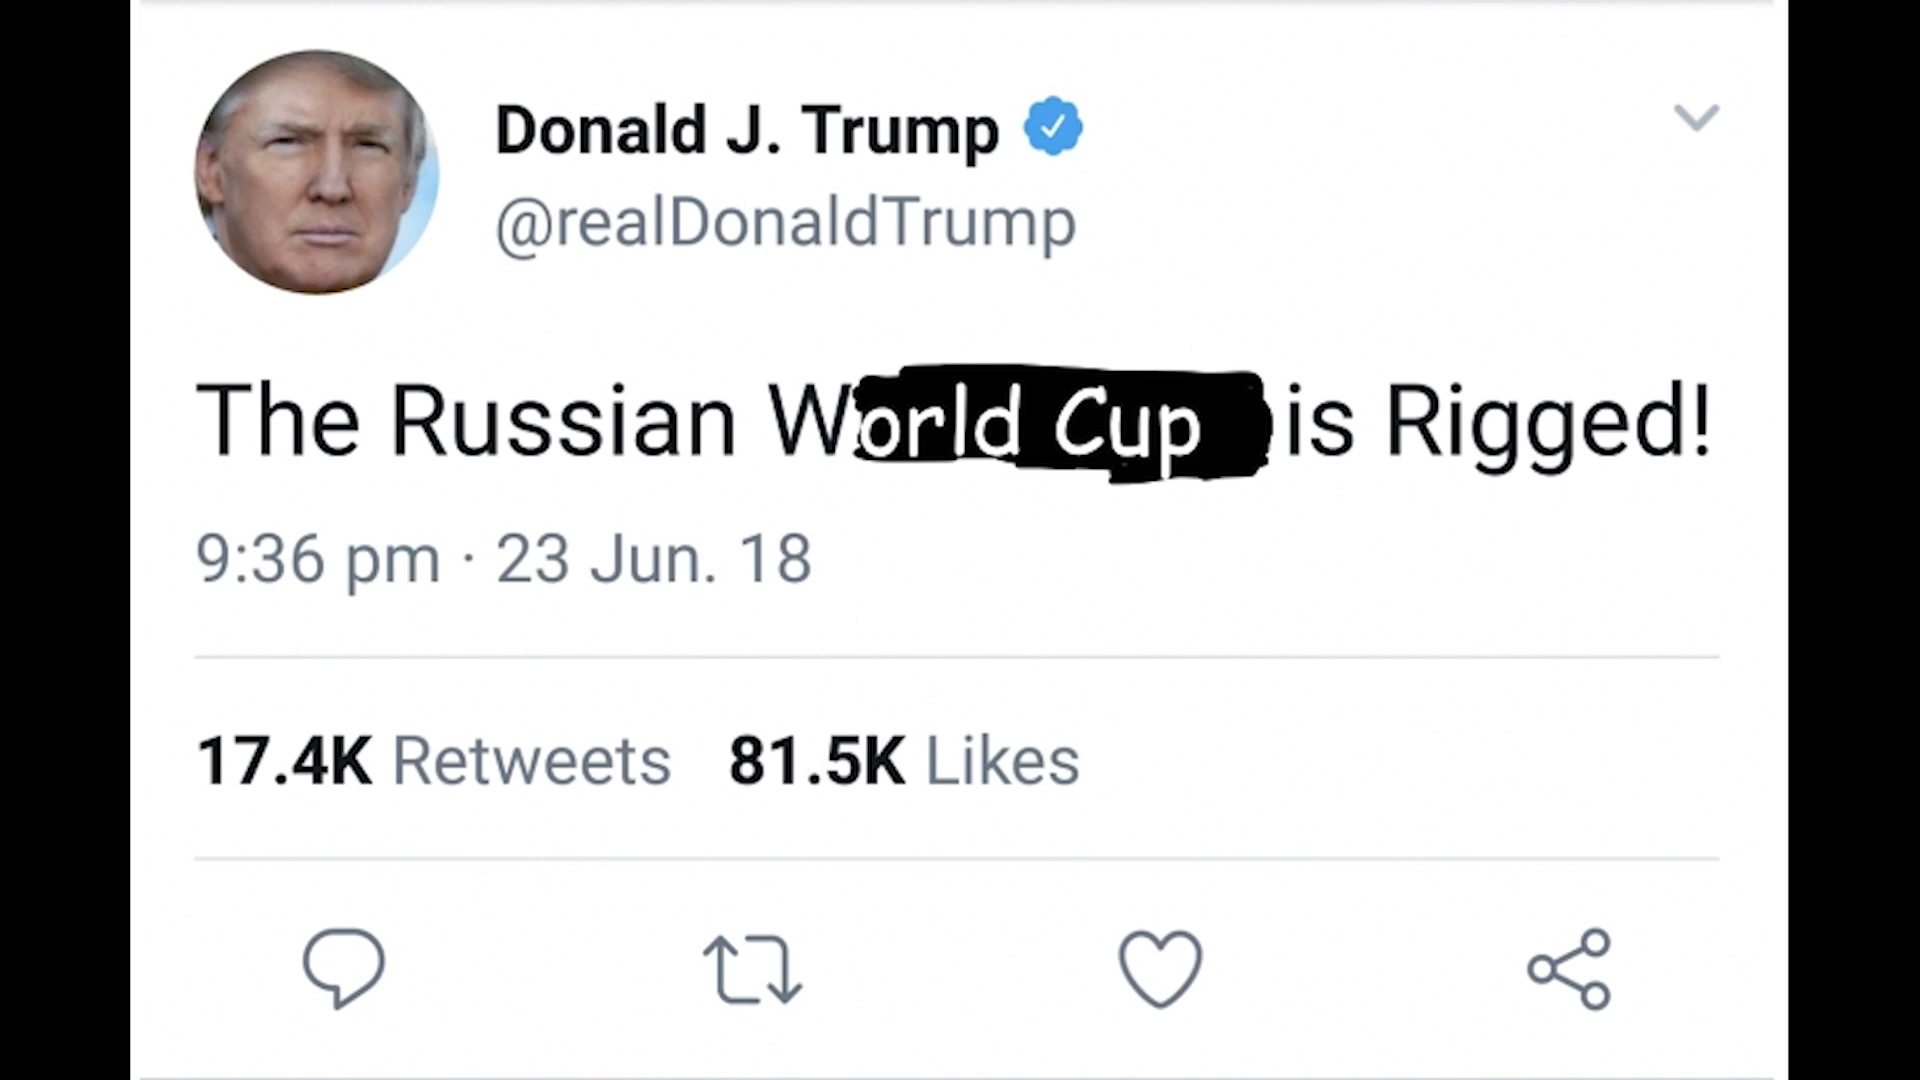 Donald J. Trump
@realDonaldTrump
The Russian World Cup is Rigged!
9:36 pm · 23 Jun. 18
17.4K Retweets 81.5K Likes